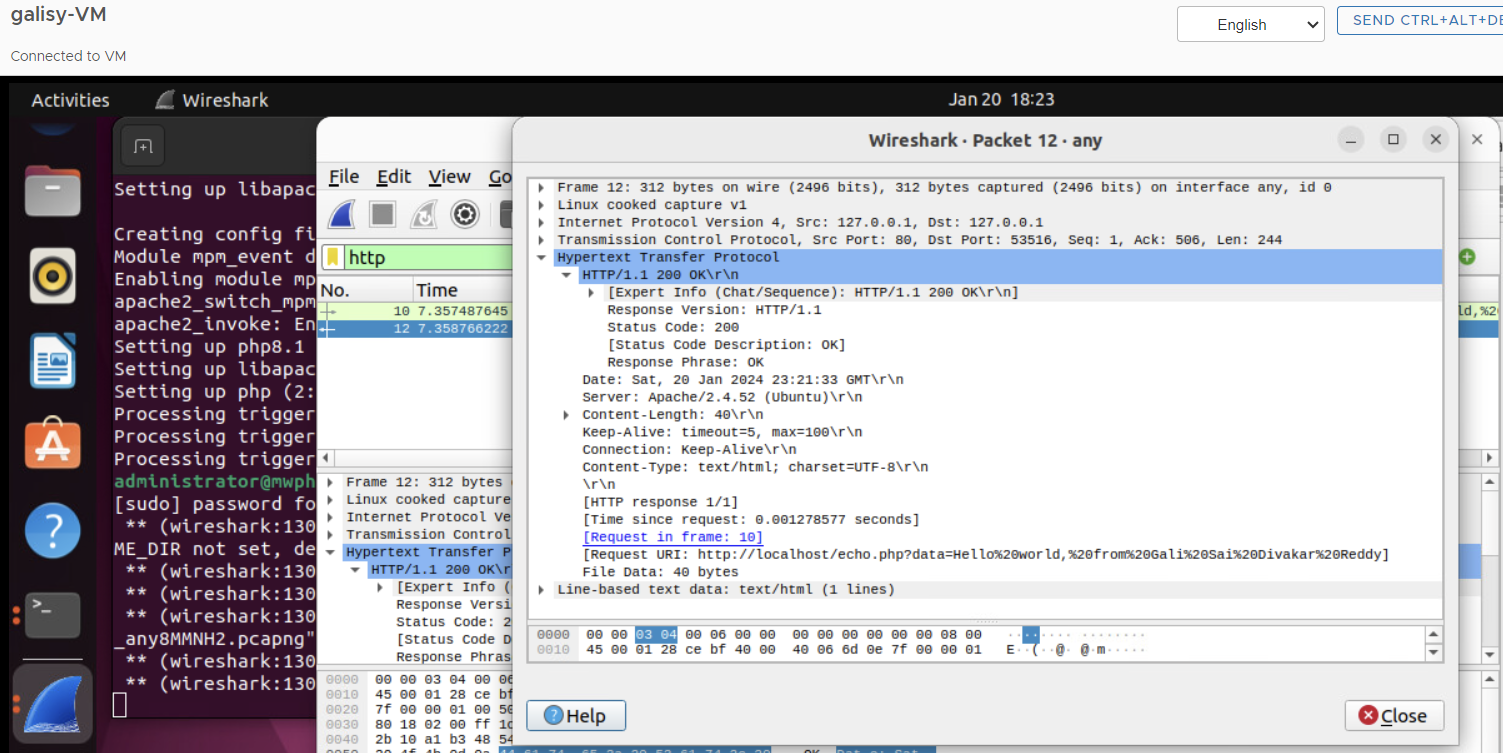 galisy-VM
English
SEND CTRL+ALT+DE
Connected to VM
Activities
Wireshark
Jan 20 18:23
Wireshark · Packet 12 · any
Setting up libapac
Creating config fi
Module mpm_event d
Enabling module mp
apache2_switch_mpm
apache2_invoke: En
Setting up php8.1
Setting up libapac
Setting up php (2:
Processing trigger
Processing trigger
Processing trigger
administrator@mwph
[sudo] password fo
** (wireshark:130
ME_DIR not set, de
** (wireshark:130
** (wireshark:130
** (wireshark:130
_any8MMNH2.pcapng"
** (wireshark:130
** (wireshark:130
File Edit View Go
http
No. Time
10 7.357487645
12 7.358766222
ld,%2
Frame 12: 312 bytes
Linux cooked capture
Internet Protocol Ve
Transmission Control
Hypertext Transfer P
HTTP/1.1 200 OK\r
[Expert Info (
Response Versi
Status Code: 2
[Status Code D
Response Phras
0000 00 00 03 04 00 06
0010 45 00 01 28 ce bf
0020 7f 00 00 01 00 50
0030 80 18 02 00 ff 1c
0040 2b 10 a1 b3 48 54
Frame 12: 312 bytes on wire (2496 bits), 312 bytes captured (2496 bits) on interface any, id 0
Linux cooked capture v1
Internet Protocol Version 4, Src: 127.0.0.1, Dst: 127.0.0.1
Transmission Control Protocol, Src Port: 80, Dst Port: 53516, Seq: 1, Ack: 506, Len: 244
Hypertext Transfer Protocol
HTTP/1.1 200 OK\r\n
[Expert Info (Chat/Sequence): HTTP/1.1 200 OK\r\n]
Response Version: HTTP/1.1
Status Code: 200
[Status Code Description: OK]
Response Phrase: OK
Date: Sat, 20 Jan 2024 23:21:33 GMT\r\n
Server: Apache/2.4.52 (Ubuntu)\r\n
Content-Length: 40\r\n
Keep-Alive: timeout=5, max=100\r\n
Connection: Keep-Alive\r\n
Content-Type: text/html; charset=UTF-8\r\n
\r\n
[HTTP response 1/1]
[Time since request: 0.001278577 seconds]
[Request in frame: 10]
[Request URI: http://localhost/echo.php?data=Hello%20world,%20from%20Gali%20Sai%20Divakar%20Reddy]
File Data: 40 bytes
Line-based text data: text/html (1 lines)
0000 00 00 03 04 00 06 00 00 00 00 00 00 00 00 08 00 ········ ········
0010 45 00 01 28 ce bf 40 00 40 06 6d 0e 7f 00 00 01 E··(··@· @·m·····
Help
Close